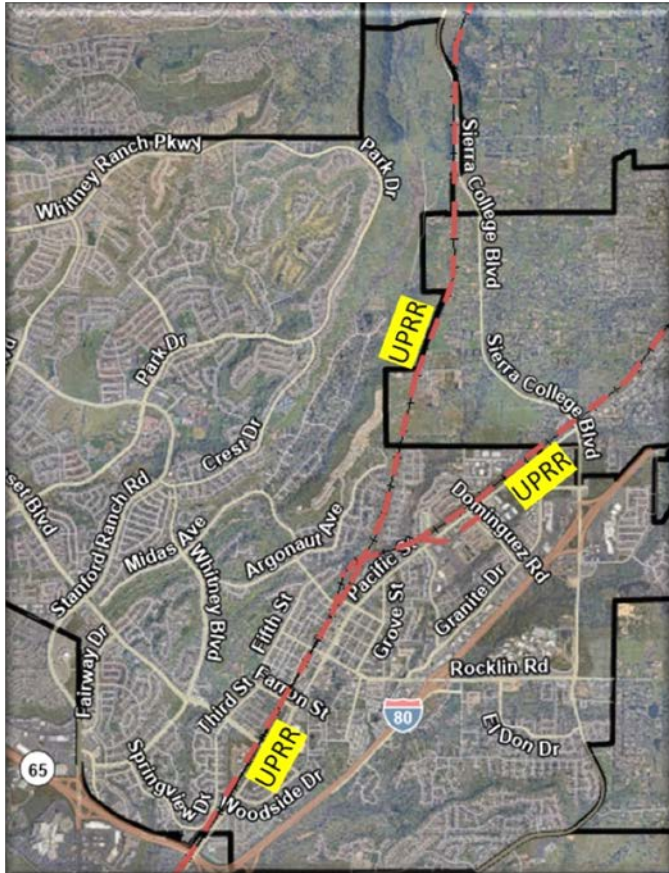 Whitney Ranch Pkwy
Park Dr
Sierra College Blvd
UPRR
Park Dr
Sierra College Blvd
Crest Dr
UPRR
set Blvd
Stanford Ranch Rd
Midas Ave
Argonaut Ave
Dominguez Rd
Whitney Blvd
Pacific St
Granite Dr
Fifth St
Grove St
Fairway Dr
Third St
Farron St
Rocklin Rd
80
El Don Dr
UPRR
65
Springview Dr
Woodside Dr